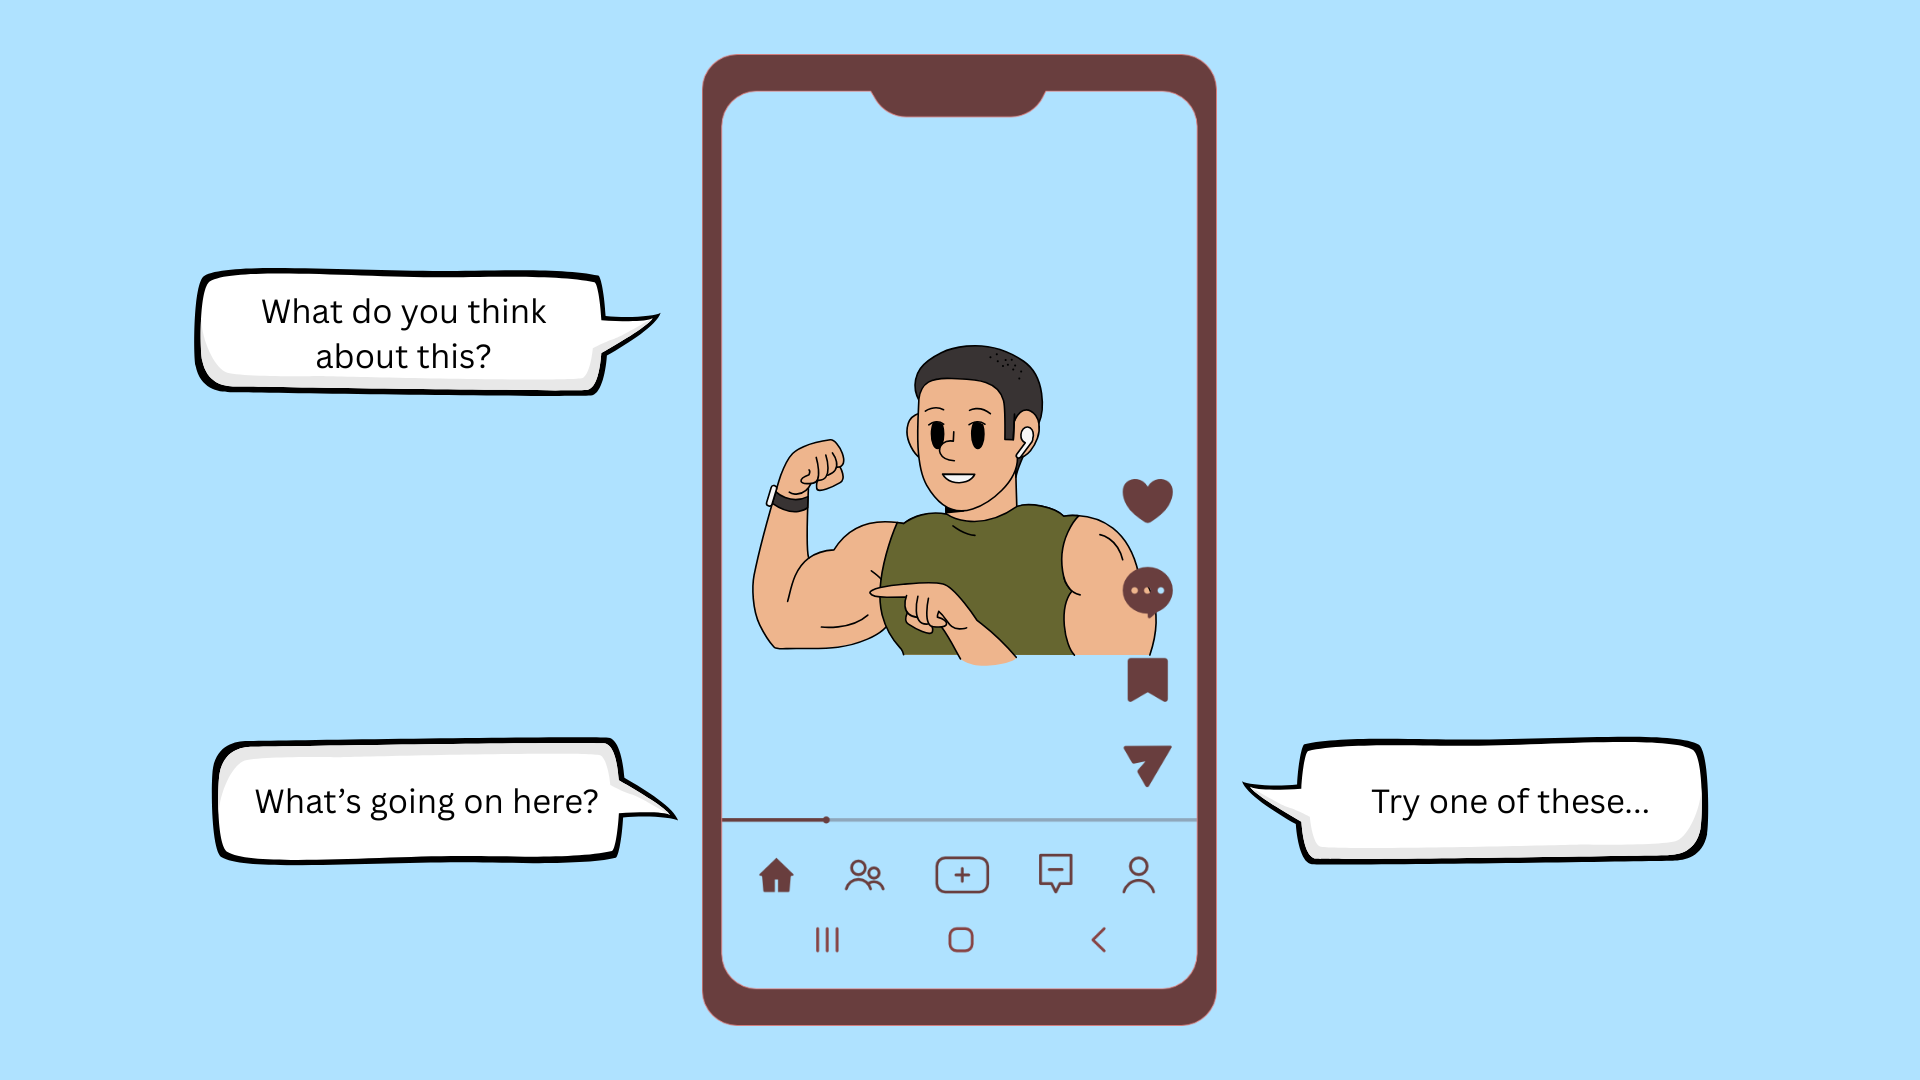 What do you think
about this?
What’s going on here?
Try one of these...